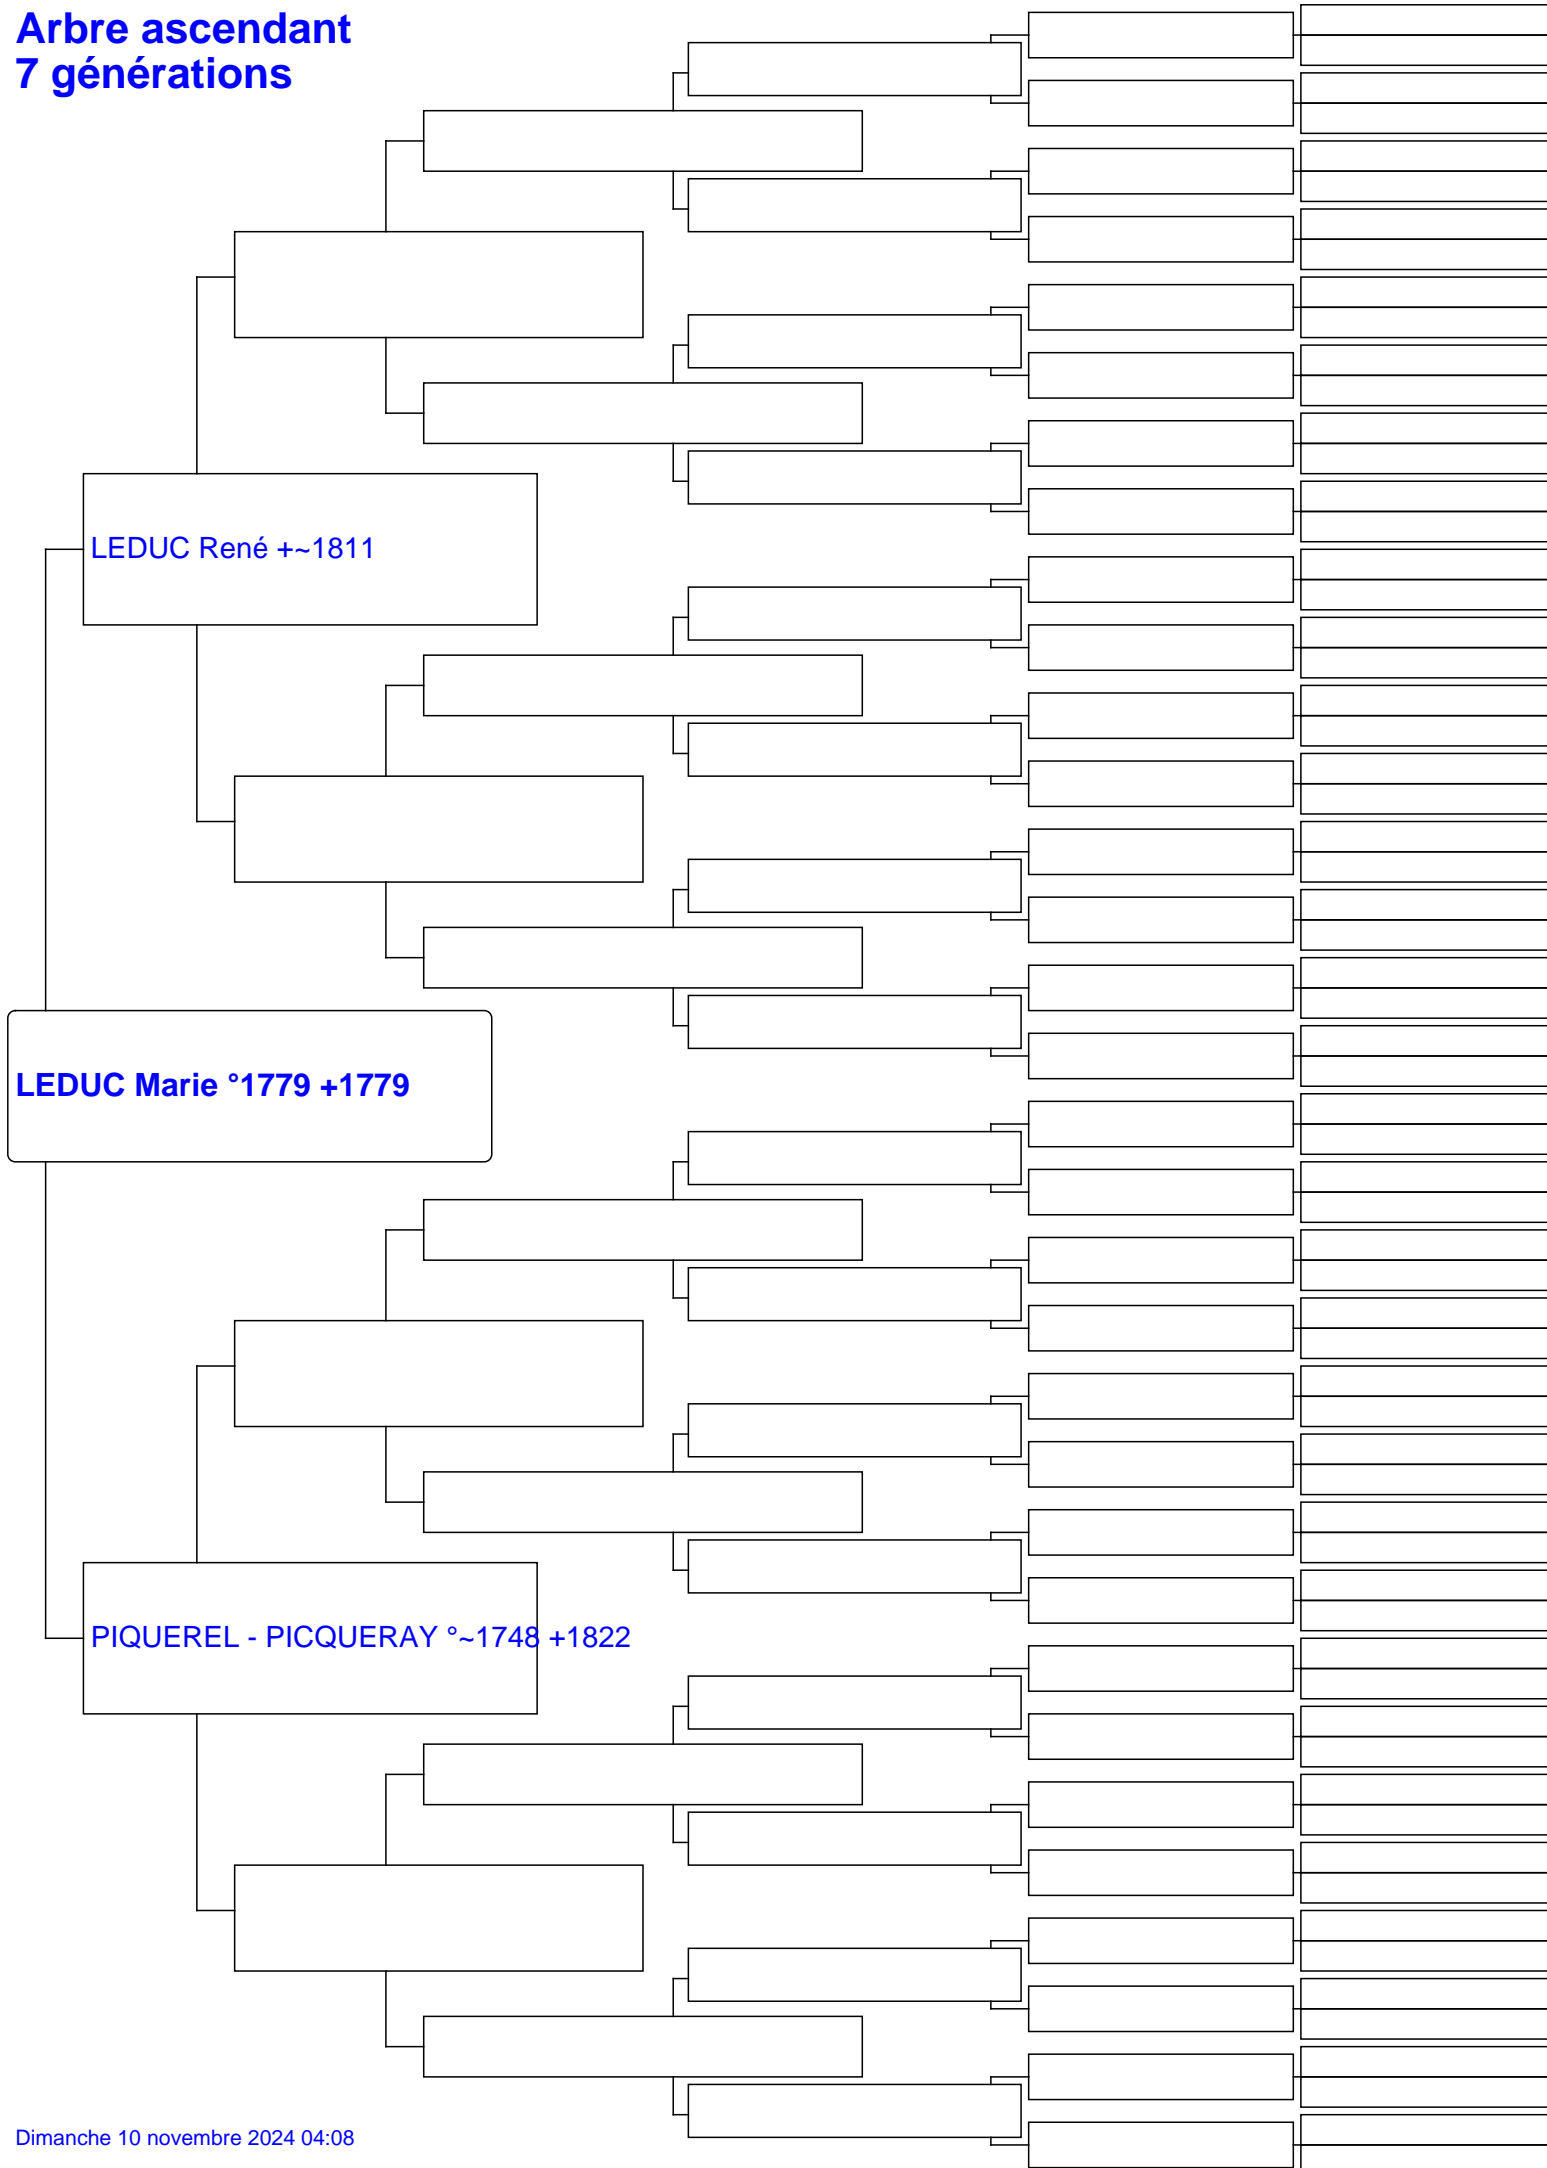 Arbre ascendant
7 générations
LEDUC René +~1811
LEDUC Marie °1779 +1779
PIQUEREL - PICQUERAY °~1748 +1822
Dimanche 10 novembre 2024 04:08